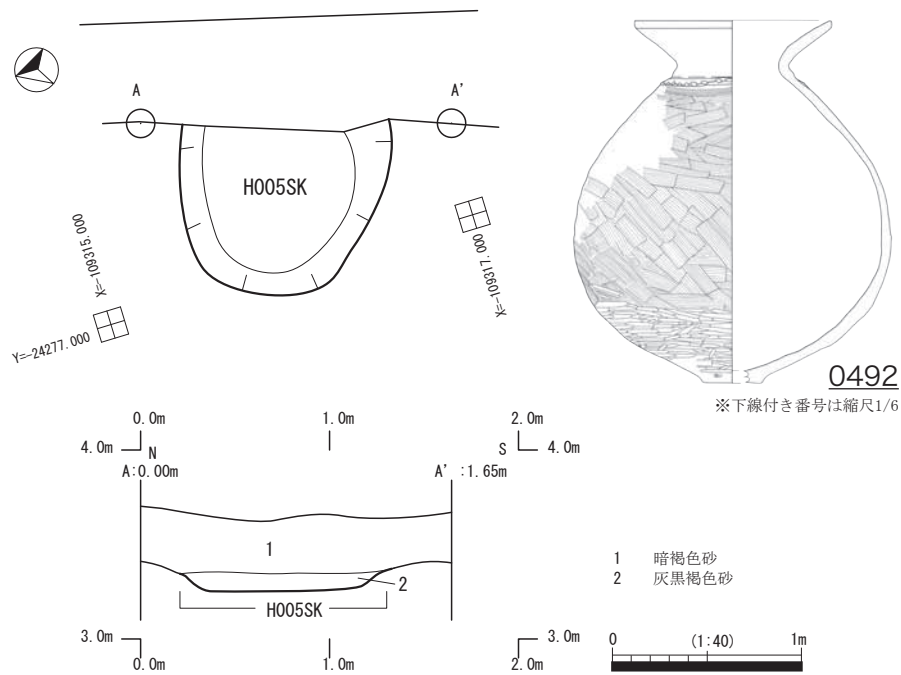 A
A'
H005SK
X=-109315.000
X=-109317.000
Y=-24277.000
0492
※下線付き番号は縮尺1/6
0.0m
1.0m
2.0m
4.0m
N
S
4.0m
A:0.00m
A' :1.65m
1
2
H005SK
3.0m
3.0m
0.0m
1.0m
2.0m
1 暗褐色砂
2 灰黒褐色砂
0 (1:40) 1m